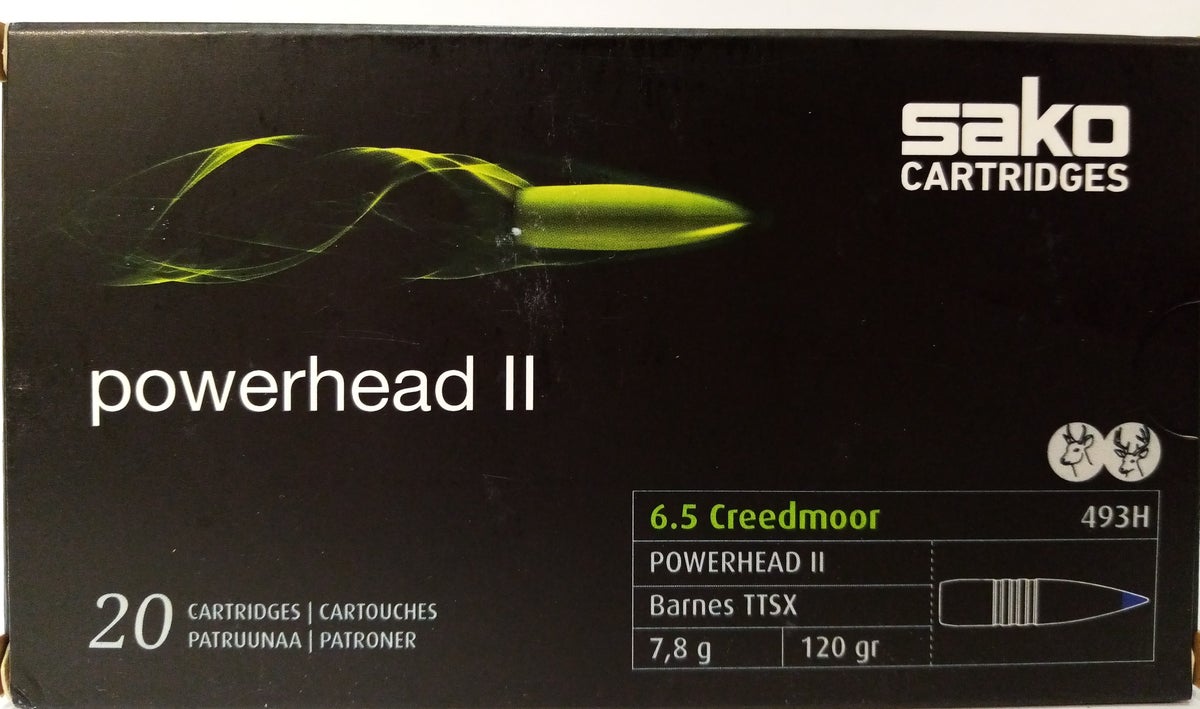 sako
CARTRIDGES
powerhead II
6.5 Creedmoor 493H
POWERHEAD II
Barnes TTSX
7,8 g 120 gr
20 CARTRIDGES | CARTOUCHES
PATRUUNAA | PATRONER